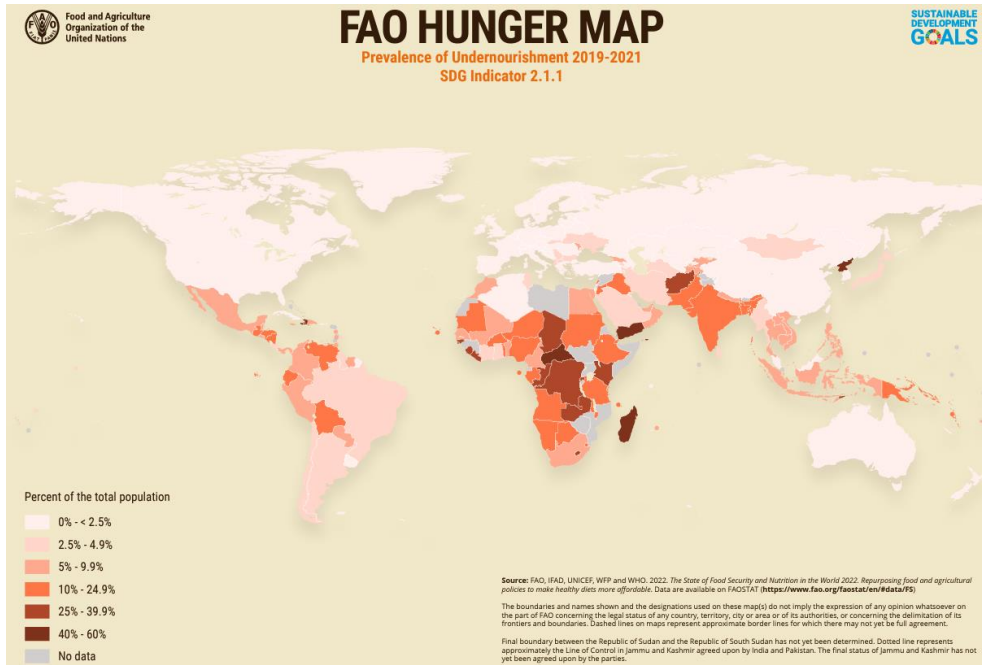 Food and Agriculture
Organization of the
United Nations
FAO HUNGER MAP
Prevalence of Undernourishment 2019-2021
SDG Indicator 2.1.1
SUSTAINABLE
DEVELOPMENT
GOALS
Percent of the total population
0% - < 2.5%
2.5% - 4.9%
5% - 9.9%
10% - 24.9%
25% - 39.9%
40% - 60%
No data
Source: FAO, IFAD, UNICEF, WFP and WHO. 2022. The State of Food Security and Nutrition in the World 2022. Repurposing food and agricultural
policies to make healthy diets more affordable. Data are available on FAOSTAT (https://www.fao.org/faostat/en/#data/FS)
The boundaries and names shown and the designations used on these map(s) do not imply the expression of any opinion whatsoever on
the part of FAO concerning the legal status of any country, territory, city or area or of its authorities, or concerning the delimitation of its
frontiers and boundaries. Dashed lines on maps represent approximate border lines for which there may not yet be full agreement.
Final boundary between the Republic of Sudan and the Republic of South Sudan has not yet been determined. Dotted line represents
approximately the Line of Control in Jammu and Kashmir agreed upon by India and Pakistan. The final status of Jammu and Kashmir has not
yet been agreed upon by the parties.